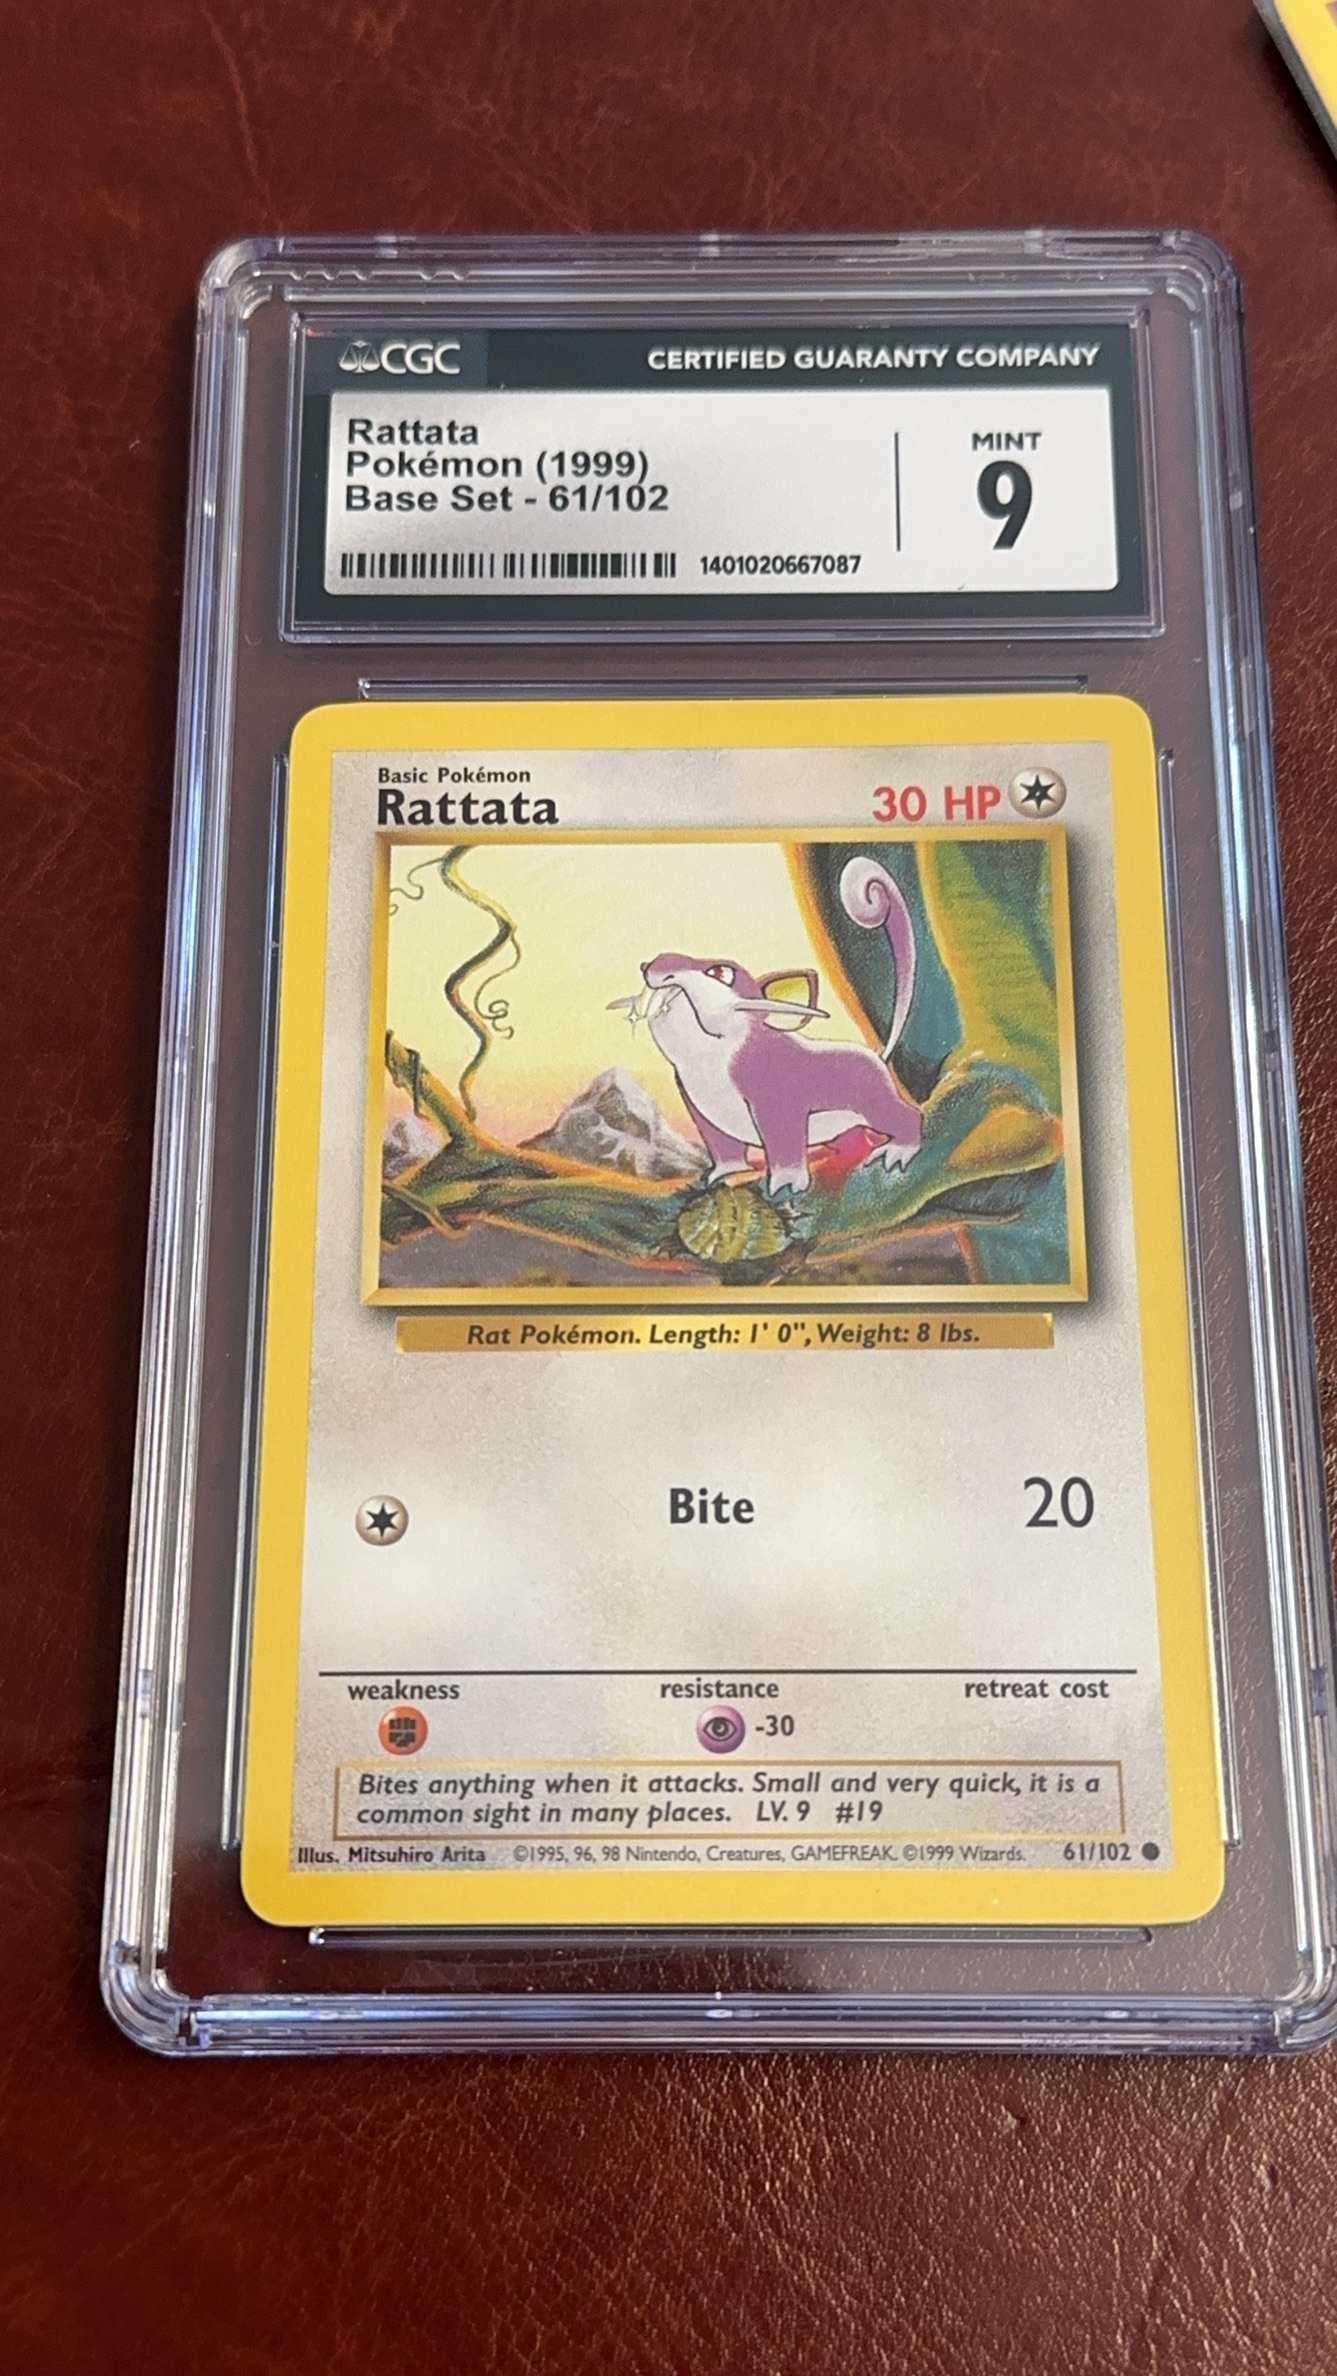 CGC CERTIFIED GUARANTY COMPANY
Rattata
Pokémon (1999)
Base Set - 61/102
1401020667087
MINT
9
Basic Pokémon
Rattata
30 HP
Rat Pokémon. Length: 1' 0", Weight: 8 lbs.
Bite 20
weakness resistance retreat cost
-30
Bites anything when it attacks. Small and very quick, it is a
common sight in many places. LV. 9 #19
Illus. Mitsuhiro Arita ©1995, 96, 98 Nintendo, Creatures, GAMEFREAK. ©1999 Wizards. 61/102